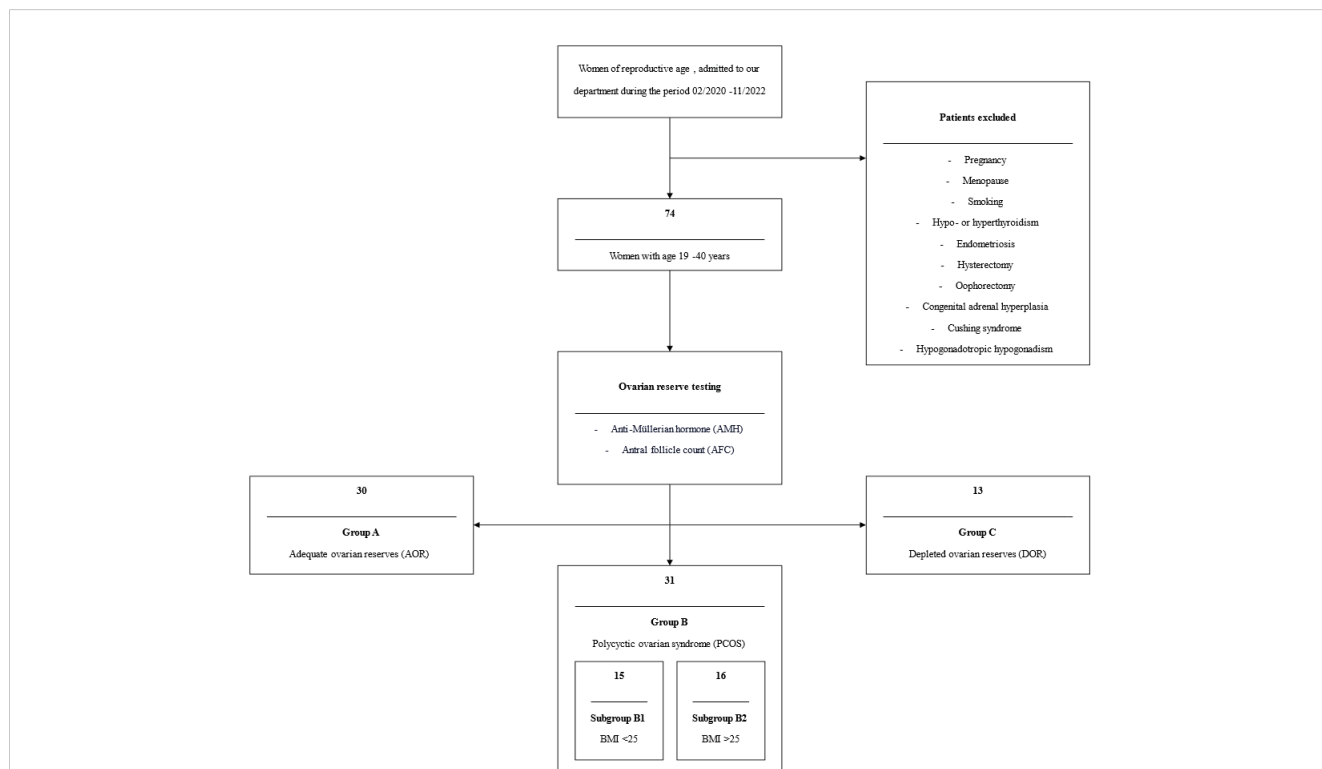 Women of reproductive age , admitted to our
department during the period 02/2020 -11/2022
Patients excluded
- Pregnancy
- Menopause
- Smoking
- Hypo- or hyperthyroidism
- Endometriosis
- Hysterectomy
- Oophorectomy
- Congenital adrenal hyperplasia
- Cushing syndrome
- Hypogonadotropic hypogonadism
74
Women with age 19 -40 years
Ovarian reserve testing
- Anti-Müllerian hormone (AMH)
- Antral follicle count (AFC)
30
Group A
Adequate ovarian reserves (AOR)
13
Group C
Depleted ovarian reserves (DOR)
31
Group B
Polycyctic ovarian syndrome (PCOS)
15
Subgroup B1
BMI <25
16
Subgroup B2
BMI >25